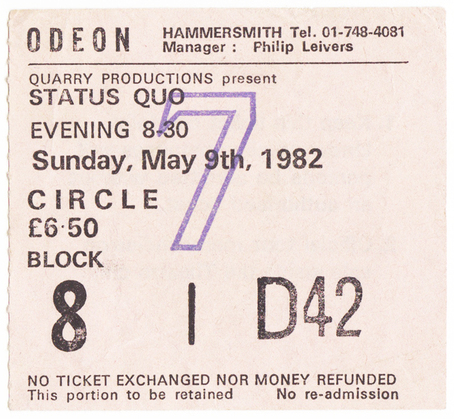 ODEON HAMMERSMITH Tel. 01-748-4081
Manager : Philip Leivers
QUARRY PRODUCTIONS present
STATUS QUO
EVENING 8·30
Sunday, May 9th, 1982
7
CIRCLE
£6·50
BLOCK
8 | D42
NO TICKET EXCHANGED NOR MONEY REFUNDED
This portion to be retained No re-admission